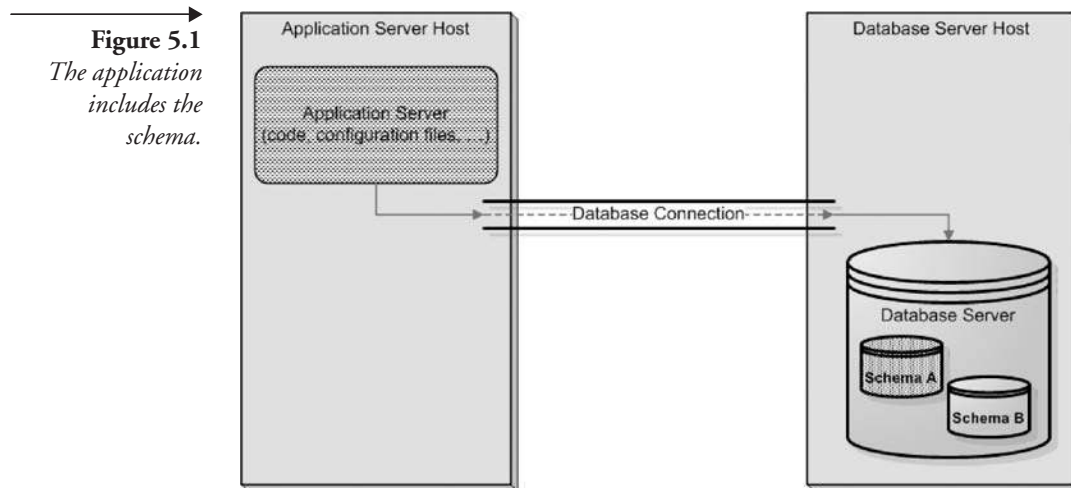 Figure 5.1
The application
includes the
schema.
Application Server Host
Application Server
(code, configuration files, ...)
Database Connection
Database Server Host
Database Server
Schema A
Schema B